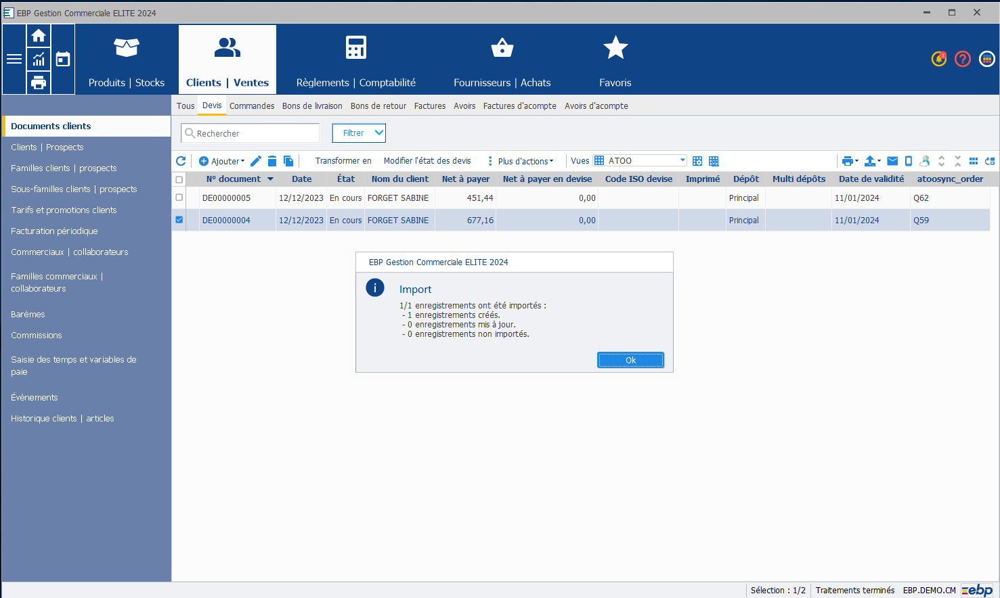 EBP Gestion Commerciale ELITE 2024
Produits | Stocks
Clients | Ventes
Règlements | Comptabilité
Fournisseurs | Achats
Favoris
1
?
Tous Devis Commandes Bons de livraison Bons de retour Factures Avoirs Factures d'acompte Avoirs d'acompte
Documents clients
Clients | Prospects
Familles clients | prospects
Sous-familles clients | prospects
Tarifs et promotions clients
Facturation périodique
Commerciaux | collaborateurs
Familles commerciaux |
collaborateurs
Barèmes
Commissions
Saisie des temps et variables de
paie
Évènements
Historique clients | articles
Rechercher Filtrer
Ajouter Transformer en Modifier l'état des devis Plus d'actions Vues ATOO
N° document Date État Nom du client Net à payer Net à payer en devise Code ISO devise Imprimé Dépôt Multi dépôts Date de validité atoosync_order
DE00000005 12/12/2023 En cours FORGET SABINE 451,44 0,00 Principal 11/01/2024 Q62
DE00000004 12/12/2023 En cours FORGET SABINE 677,16 0,00 Principal 11/01/2024 Q59
EBP Gestion Commerciale ELITE 2024
i
Import
1/1 enregistrements ont été importés :
- 1 enregistrements créés.
- 0 enregistrements mis à jour.
- 0 enregistrements non importés.
Ok
Sélection : 1/2 Traitements terminés EBP.DEMO.CM ebp